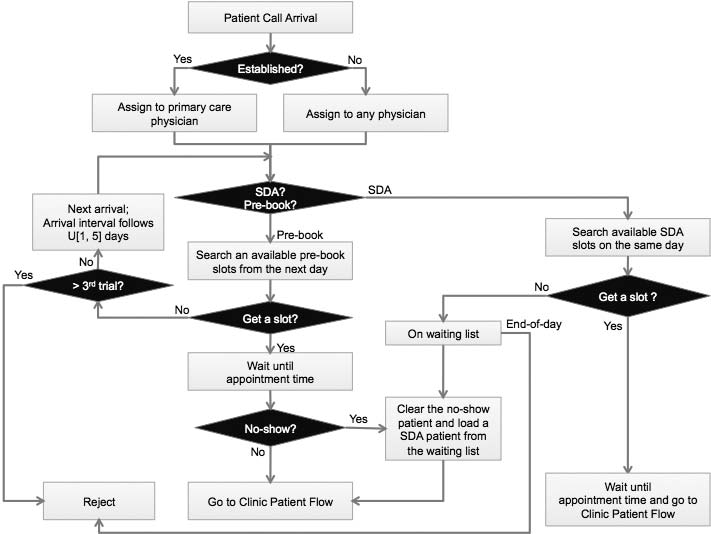 Patient Call Arrival
Yes
Established?
No
Assign to primary care
physician
Assign to any physician
SDA?
Pre-book?
SDA
Next arrival;
Arrival interval follows
U[1, 5] days
Search available SDA
slots on the same day
Pre-book
Search an available pre-book
slots from the next day
No
Yes
> 3rd trial?
No
Get a slot ?
No
Get a slot?
Yes
On waiting list
End-of-day
Yes
Wait until
appointment time
No-show?
Yes
Clear the no-show
patient and load a
SDA patient from
the waiting list
No
Reject
Go to Clinic Patient Flow
Wait until
appointment time and go to
Clinic Patient Flow